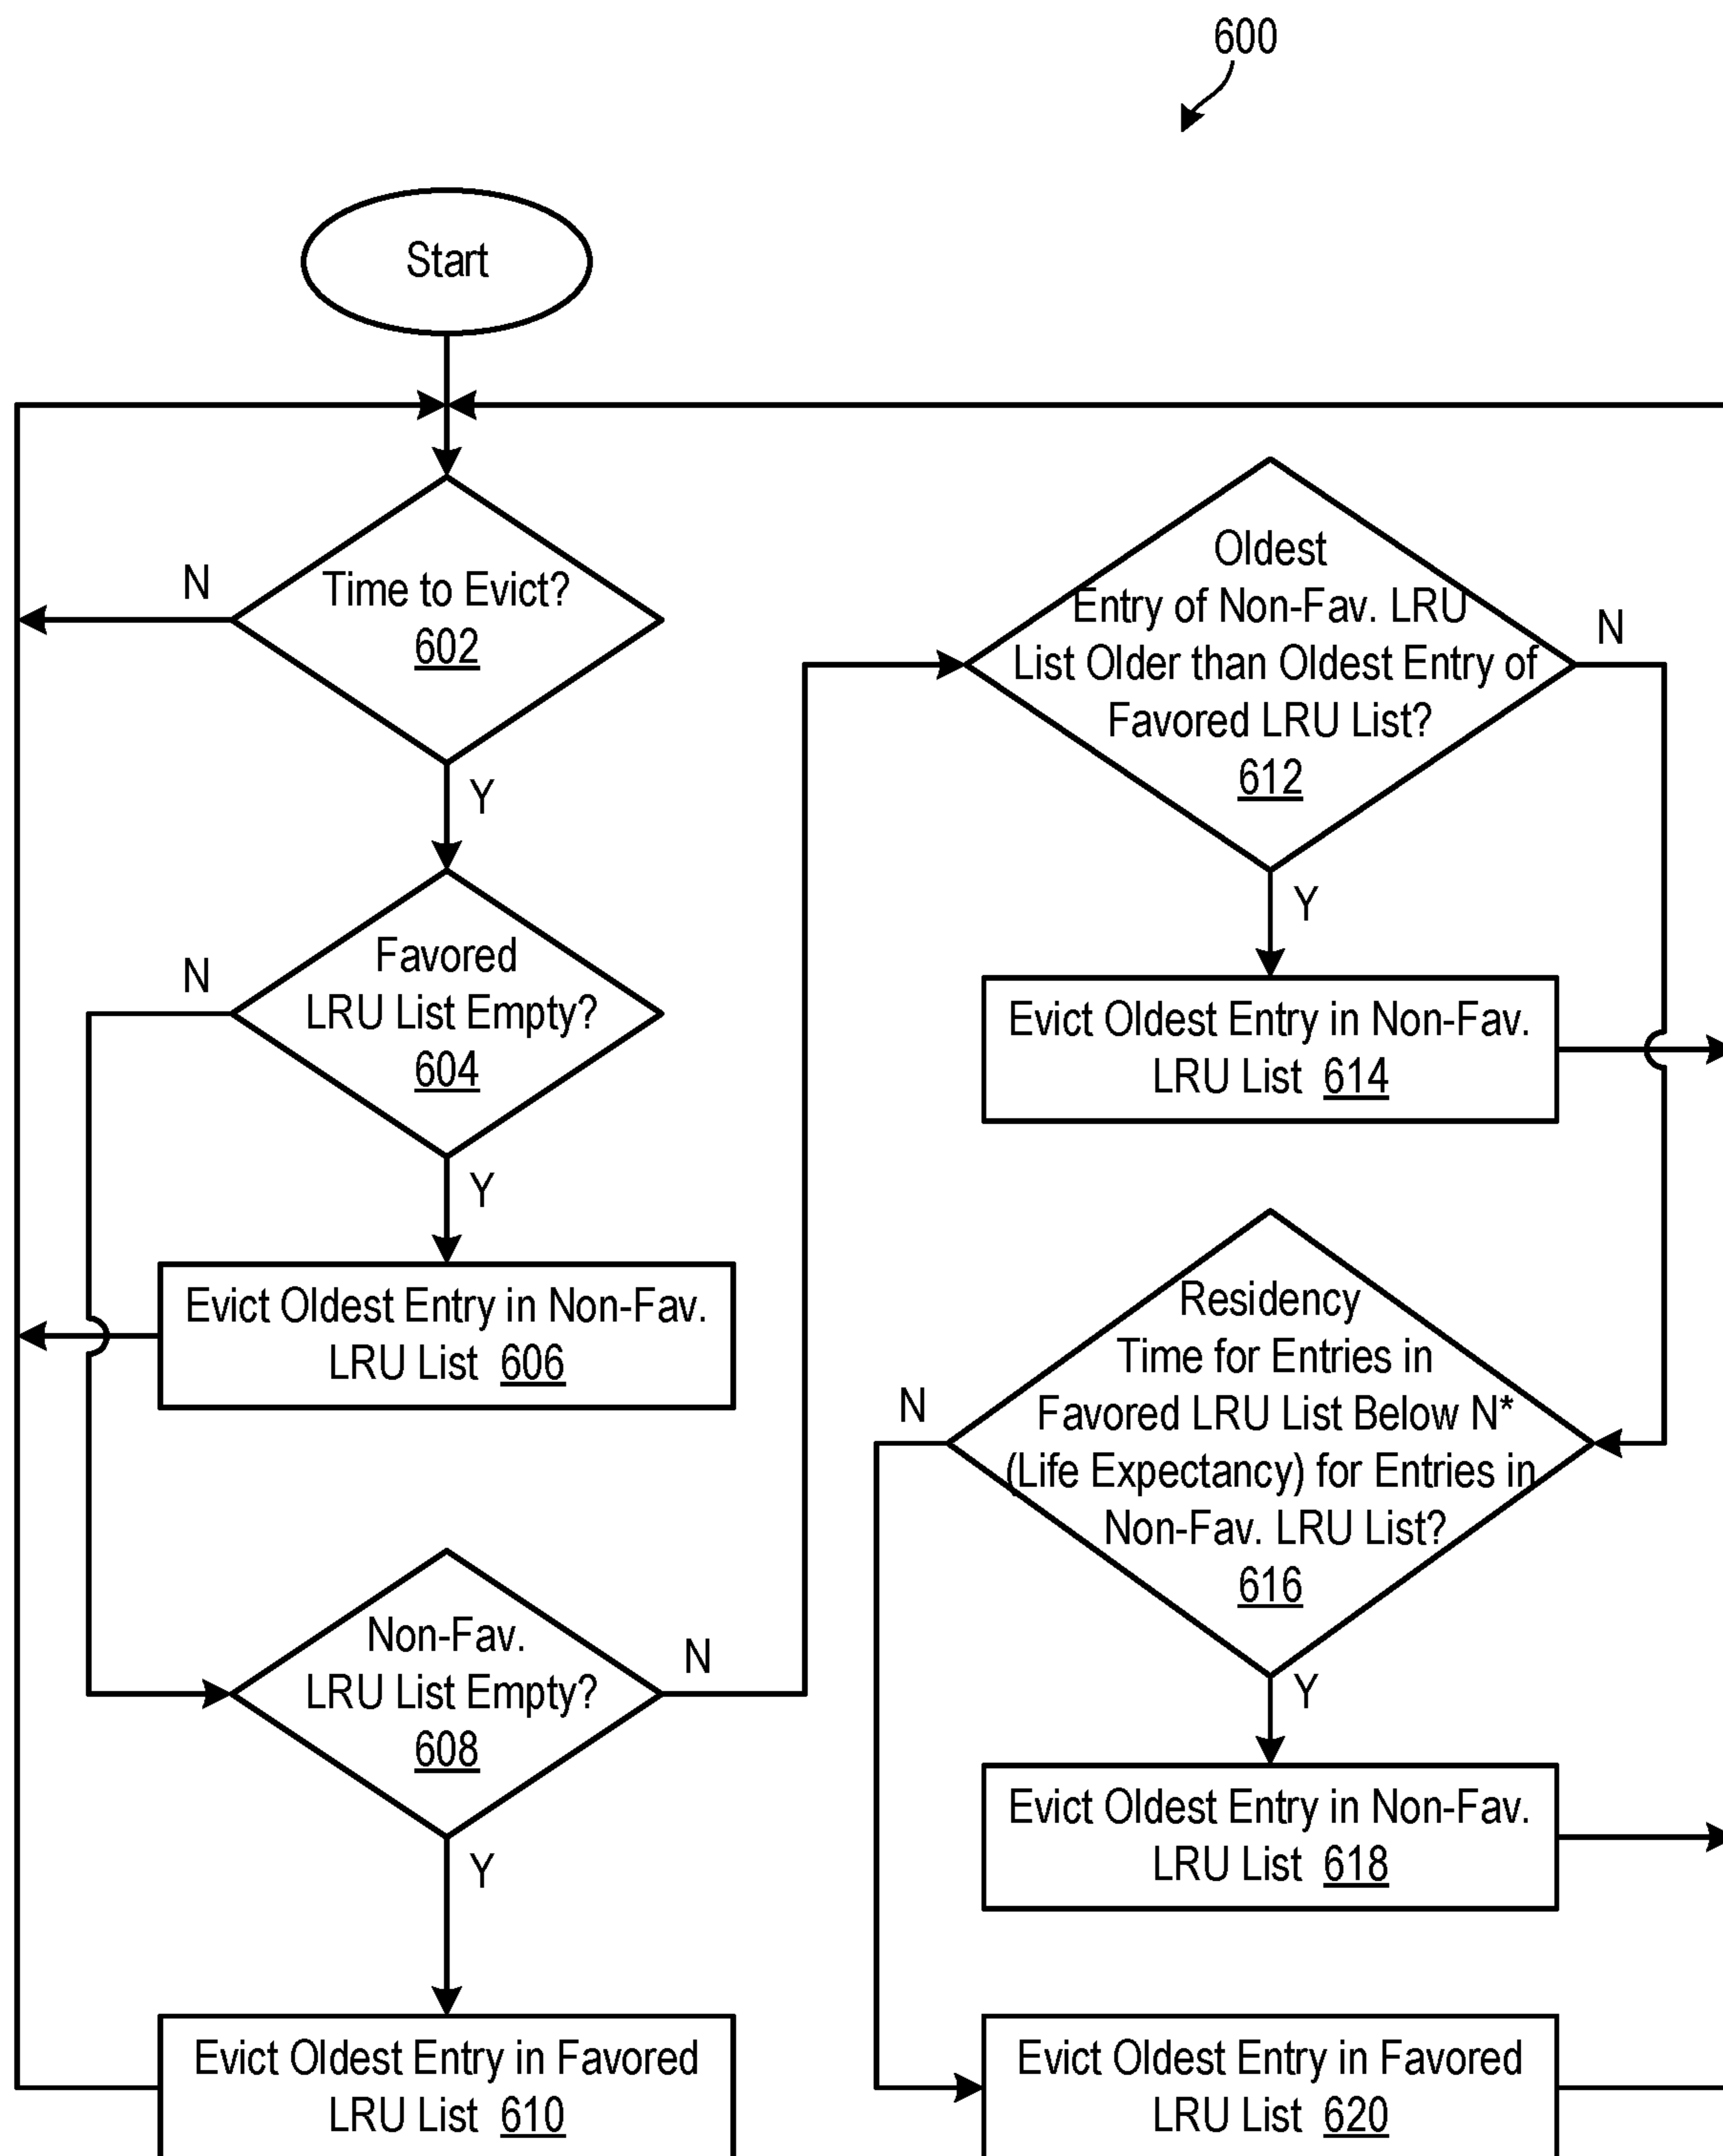 600
Start
Time to Evict?
602
N
Y
Favored
LRU List Empty?
604
N
Y
Evict Oldest Entry in Non-Fav.
LRU List 606
Non-Fav.
LRU List Empty?
608
N
Y
Evict Oldest Entry in Favored
LRU List 610
Oldest
Entry of Non-Fav. LRU
List Older than Oldest Entry of
Favored LRU List?
612
N
Y
Evict Oldest Entry in Non-Fav.
LRU List 614
Residency
Time for Entries in
Favored LRU List Below N*
(Life Expectancy) for Entries in
Non-Fav. LRU List?
616
N
Y
Evict Oldest Entry in Non-Fav.
LRU List 618
Evict Oldest Entry in Favored
LRU List 620